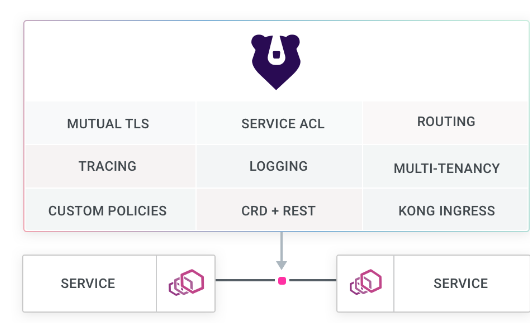 MUTUAL TLS
SERVICE ACL
ROUTING
TRACING
LOGGING
MULTI-TENANCY
CUSTOM POLICIES
CRD + REST
KONG INGRESS
SERVICE
SERVICE